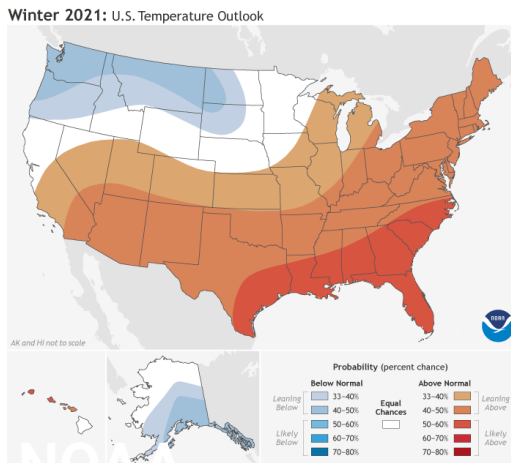 Winter 2021: U.S. Temperature Outlook
NOAA
AK and HI not to scale
Probability (percent chance)
Below Normal
Above Normal
Leaning
Below
33–40%
40–50%
Equal
Chances
33–40%
40–50%
Leaning
Above
Likely
Below
50–60%
60–70%
70–80%
50–60%
60–70%
70–80%
Likely
Above
NOAA